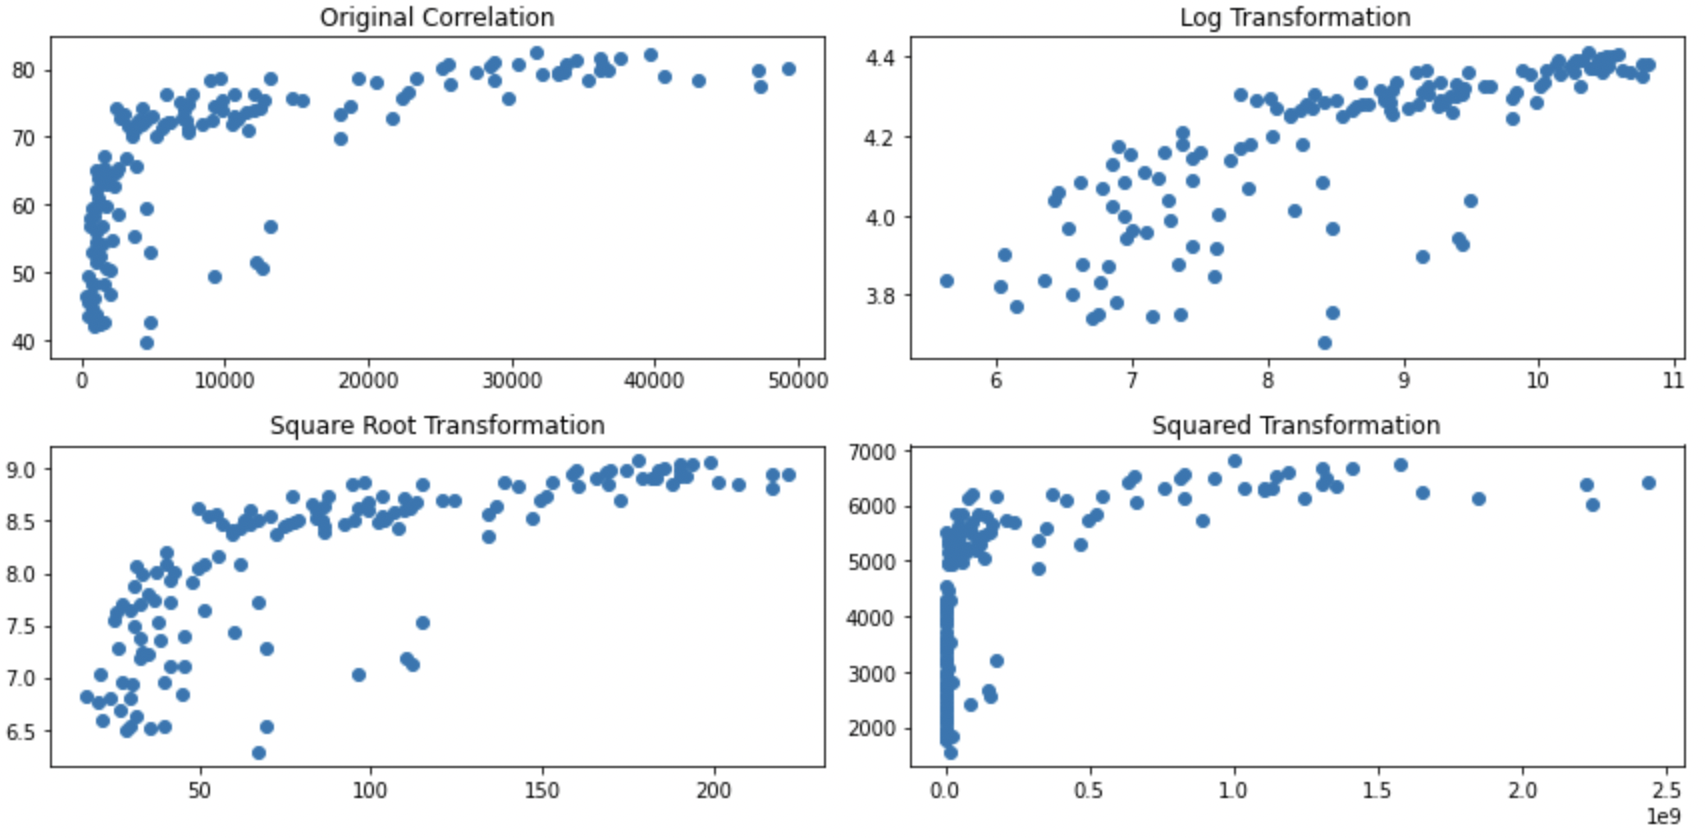 Original Correlation
80
70
60
50
40
0 10000 20000 30000 40000 50000
Log Transformation
4.4
4.2
4.0
3.8
6 7 8 9 10 11
Square Root Transformation
9.0
8.5
8.0
7.5
7.0
6.5
50 100 150 200
Squared Transformation
7000
6000
5000
4000
3000
2000
0.0 0.5 1.0 1.5 2.0 2.5
1e9